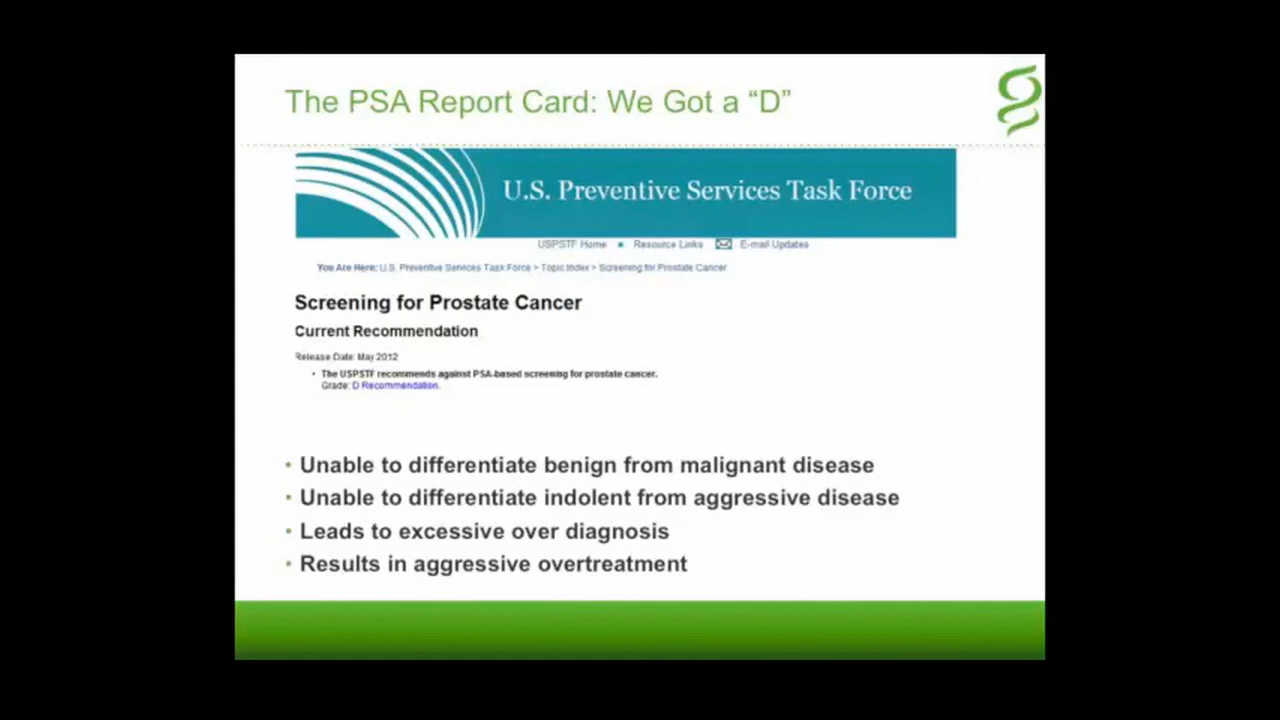 The PSA Report Card: We Got a “D”
U.S. Preventive Services Task Force
USPSTF Home • Resource Links E-mail Updates
You Are Here: U.S. Preventive Services Task Force > Topic Index > Screening for Prostate Cancer
Screening for Prostate Cancer
Current Recommendation
Release Date: May 2012
• The USPSTF recommends against PSA-based screening for prostate cancer.
Grade: D Recommendation.
• Unable to differentiate benign from malignant disease
• Unable to differentiate indolent from aggressive disease
• Leads to excessive over diagnosis
• Results in aggressive overtreatment